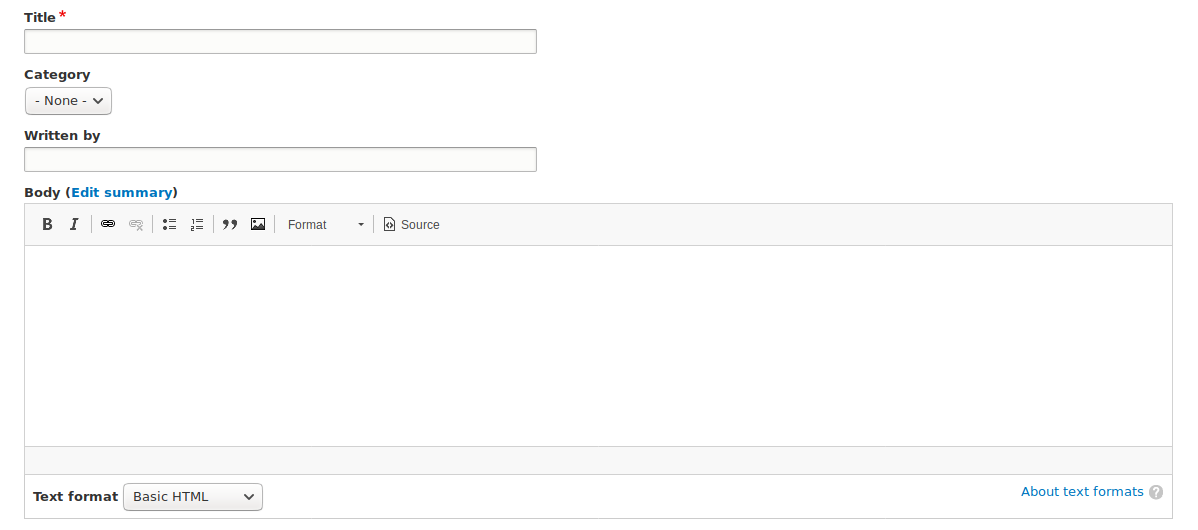 Title *
Category
- None -
Written by
Body (Edit summary)
B I Format Source
Text format Basic HTML About text formats ?